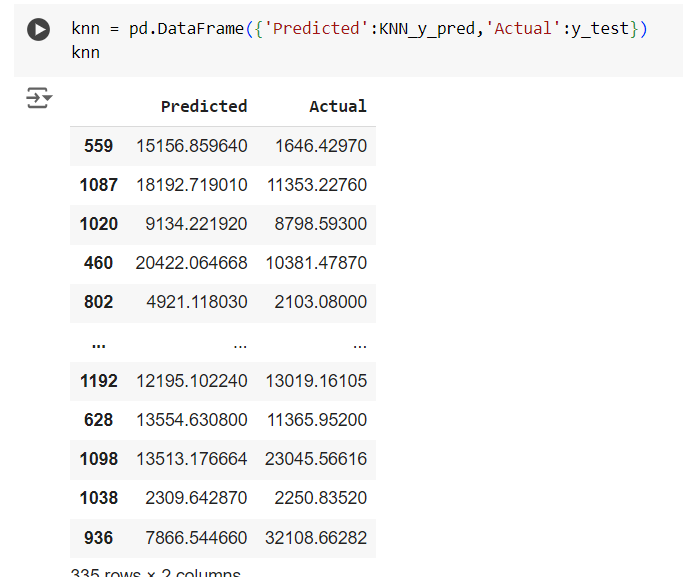 knn = pd.DataFrame({'Predicted':KNN_y_pred,'Actual':y_test})
knn
Predicted Actual
559 15156.859640 1646.42970
1087 18192.719010 11353.22760
1020 9134.221920 8798.59300
460 20422.064668 10381.47870
802 4921.118030 2103.08000
... ... ...
1192 12195.102240 13019.16105
628 13554.630800 11365.95200
1098 13513.176664 23045.56616
1038 2309.642870 2250.83520
936 7866.544660 32108.66282
335 rows × 2 columns